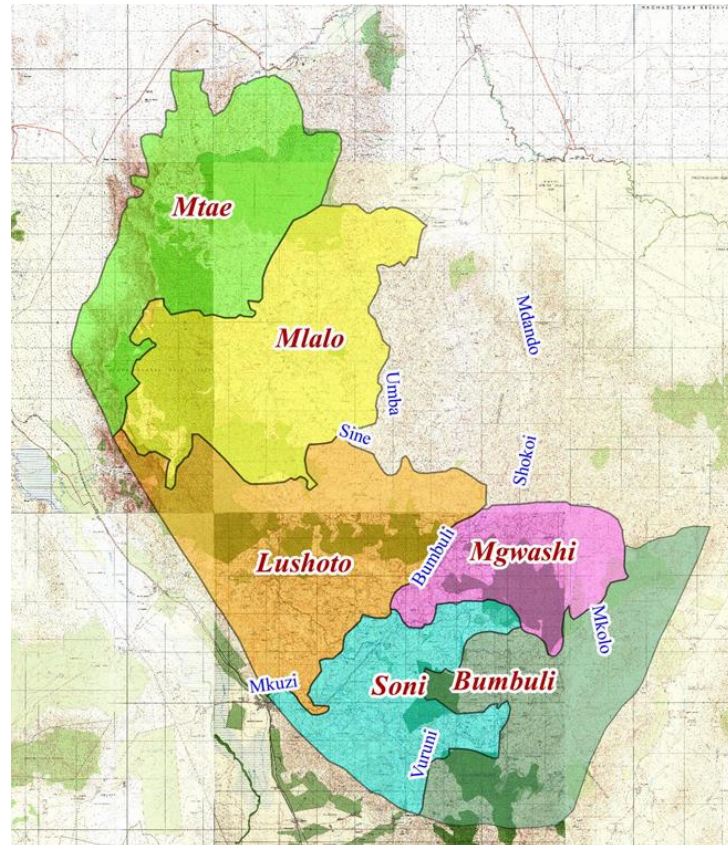 Mtae
Mlalo
Mdando
Umba
Sine
Shokoi
Lushoto
Bumbuli
Mgwashi
Mkolo
Mkuzi
Soni
Bumbuli
Vuruni